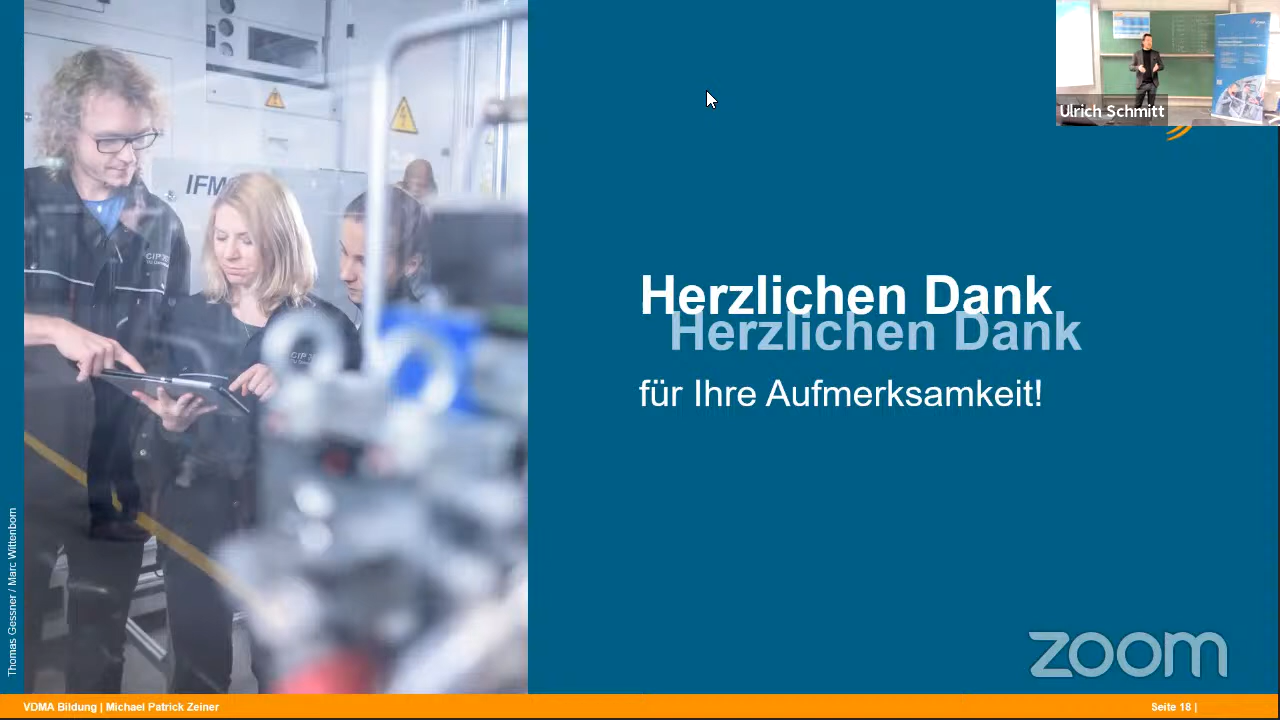 Ulrich Schmitt
IFM
CIP
Herzlichen Dank
Herzlichen Dank
für Ihre Aufmerksamkeit!
Thomas Gessner / Marc Wittenborn
zoom
VDMA Bildung | Michael Patrick Zeiner
Seite 18 |